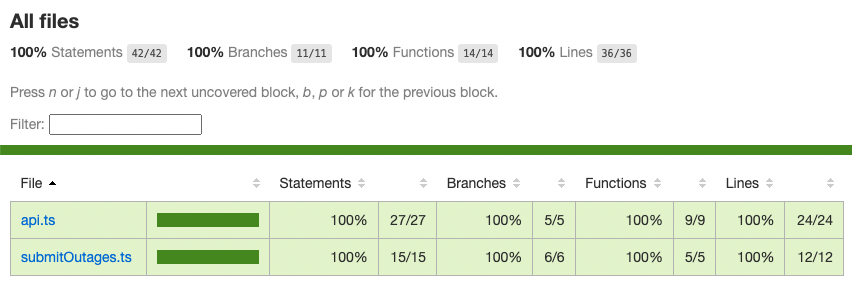 All files
100% Statements 42/42 100% Branches 11/11 100% Functions 14/14 100% Lines 36/36
Press n or j to go to the next uncovered block, b, p or k for the previous block.
Filter:
File Statements Branches Functions Lines
api.ts 100% 27/27 100% 5/5 100% 9/9 100% 24/24
submitOutages.ts 100% 15/15 100% 6/6 100% 5/5 100% 12/12